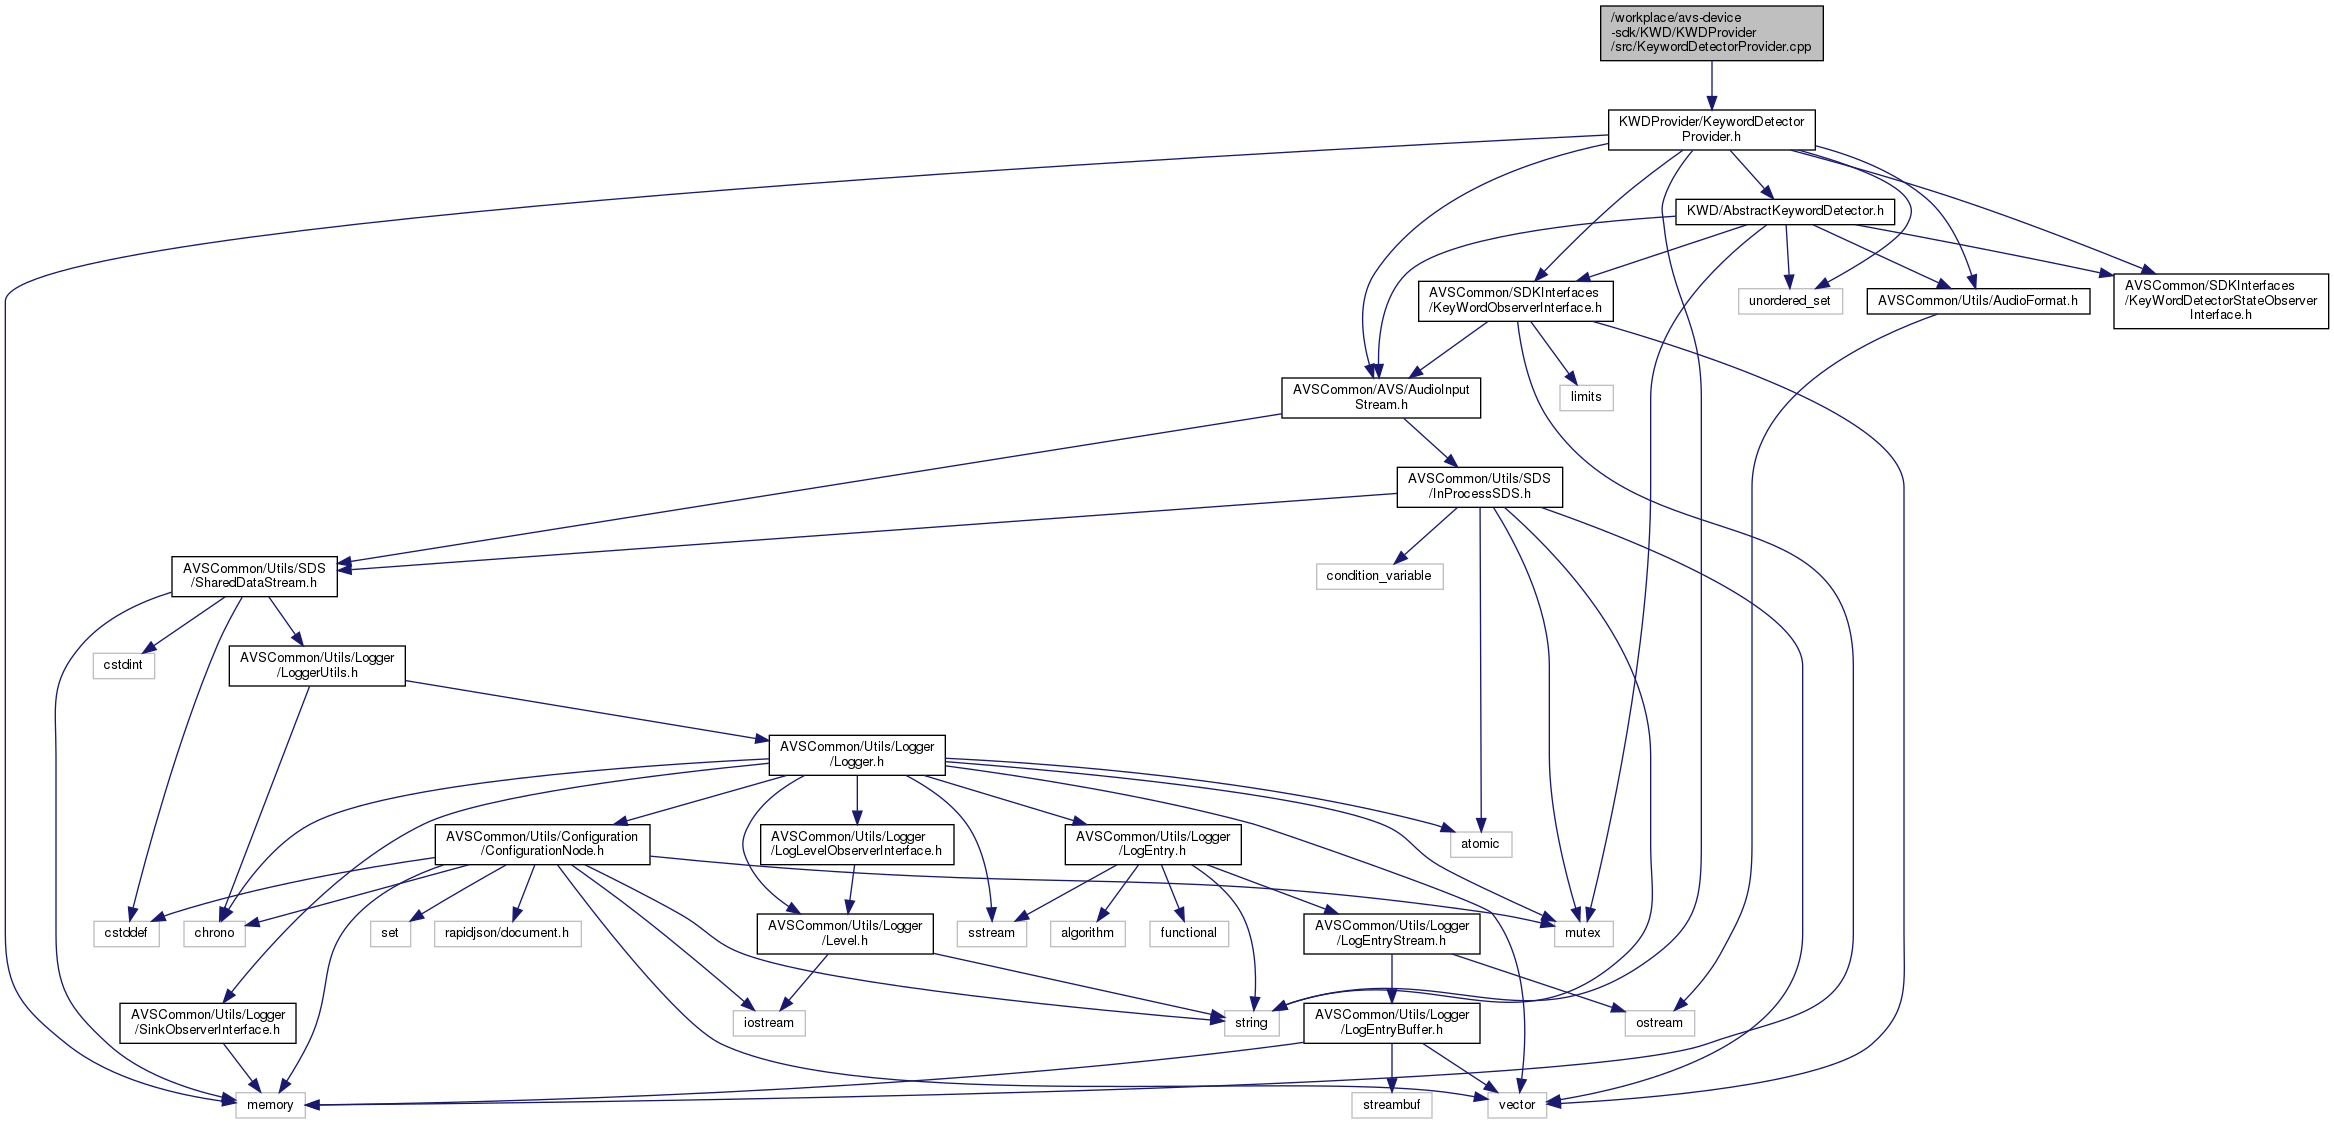 /workplace/avs-device
-sdk/KWD/KWDProvider
/src/KeywordDetectorProvider.cpp
KWDProvider/KeywordDetector
Provider.h
KWD/AbstractKeywordDetector.h
AVSCommon/SDKInterfaces
/KeyWordObserverInterface.h
unordered_set
AVSCommon/Utils/AudioFormat.h
AVSCommon/SDKInterfaces
/KeyWordDetectorStateObserver
Interface.h
AVSCommon/AVS/AudioInput
Stream.h
limits
AVSCommon/Utils/SDS
/InProcessSDS.h
AVSCommon/Utils/SDS
/SharedDataStream.h
condition_variable
cstdint
AVSCommon/Utils/Logger
/LoggerUtils.h
AVSCommon/Utils/Logger
/Logger.h
AVSCommon/Utils/Configuration
/ConfigurationNode.h
AVSCommon/Utils/Logger
/LogLevelObserverInterface.h
AVSCommon/Utils/Logger
/LogEntry.h
atomic
cstddef
chrono
set
rapidjson/document.h
AVSCommon/Utils/Logger
/Level.h
sstream
algorithm
functional
AVSCommon/Utils/Logger
/LogEntryStream.h
mutex
AVSCommon/Utils/Logger
/SinkObserverInterface.h
iostream
string
AVSCommon/Utils/Logger
/LogEntryBuffer.h
ostream
memory
streambuf
vector